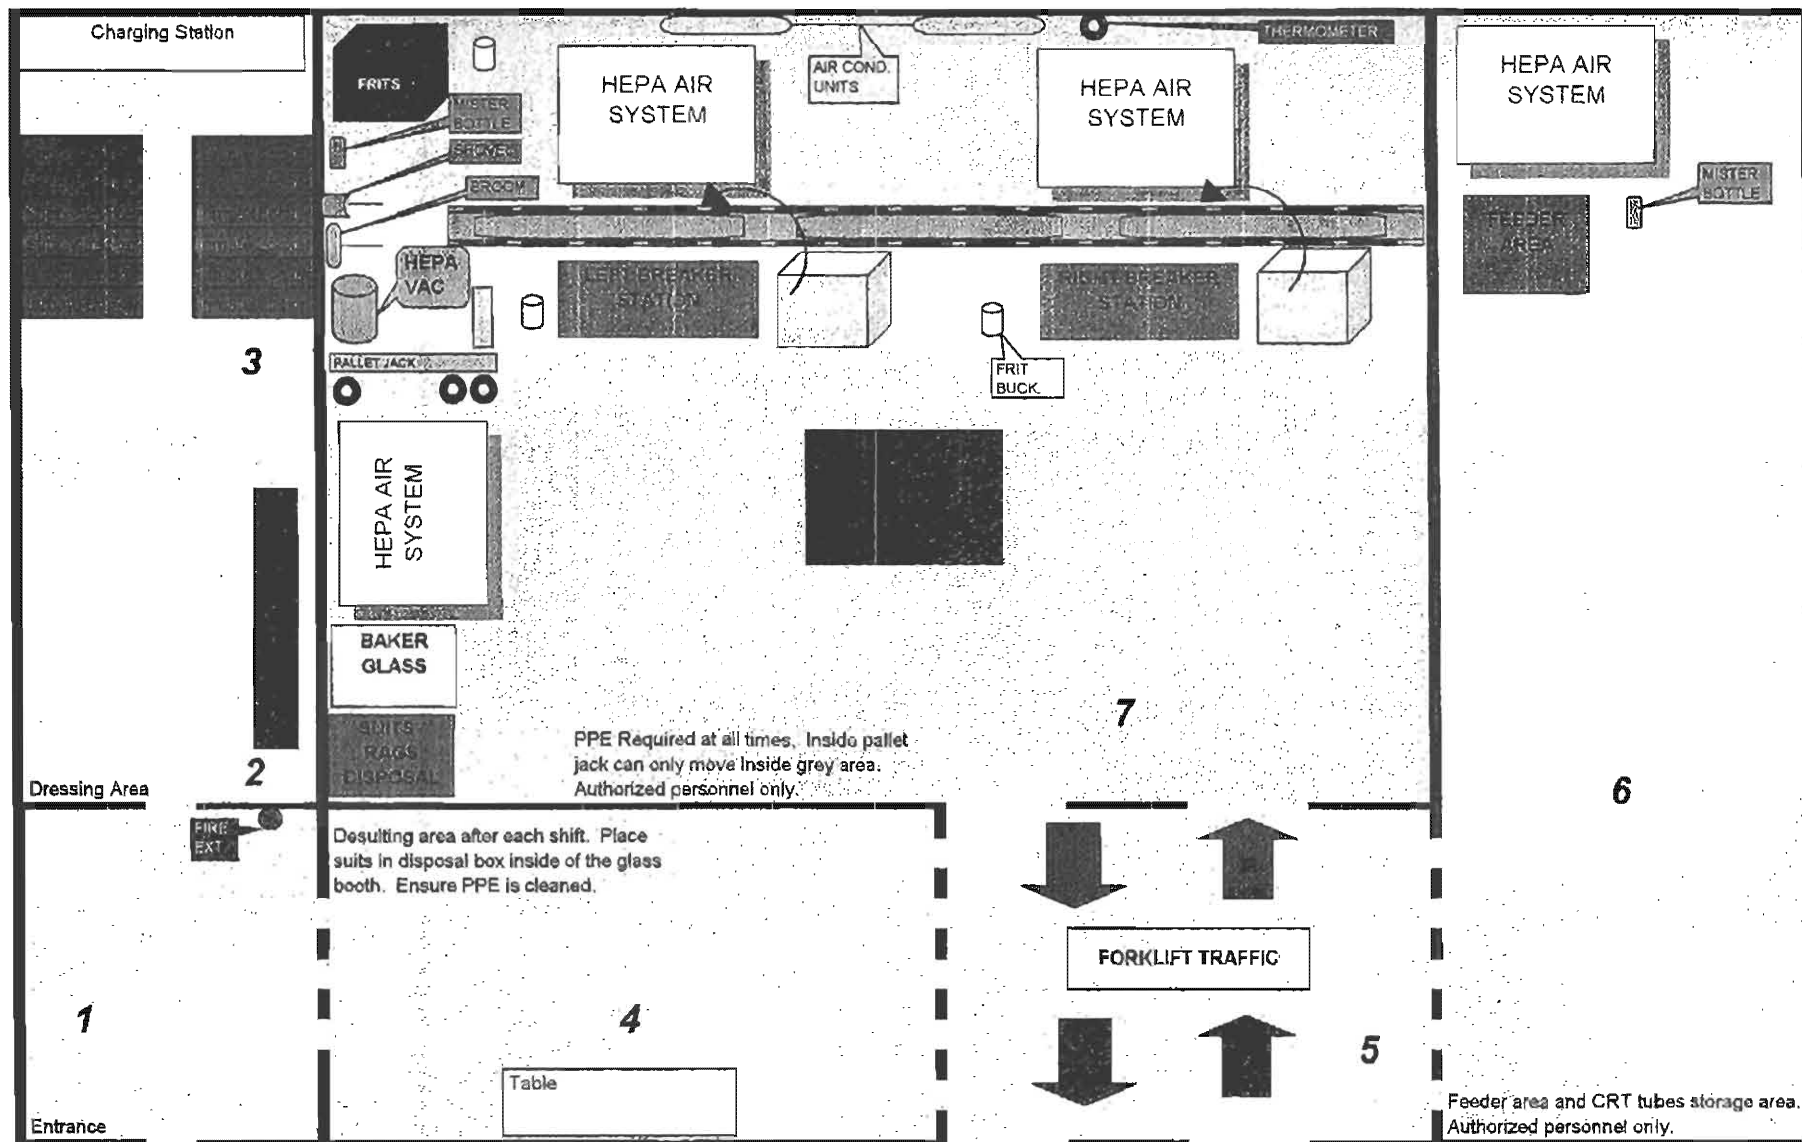 Charging Station
FRITS
MISTER
BOTTLE
SHOVEL
BROOM
HEPA
VAC
PALLET JACK
HEPA AIR
SYSTEM
AIR COND.
UNITS
HEPA AIR
SYSTEM
THERMOMETER
HEPA AIR
SYSTEM
MISTER
BOTTLE
FEEDER
AREA
LEFT BREAKER
STATION
RIGHT BREAKER
STATION
FRIT
BUCK.
3
HEPA AIR
SYSTEM
BAKER
GLASS
SUITS
RAGS
DISPOSAL
PPE Required at all times. Inside pallet
jack can only move Inside grey area.
Authorized personnel only.
7
6
2
Dressing Area
FIRE
EXT.
Desuiting area after each shift. Place
suits in disposal box inside of the glass
booth. Ensure PPE is cleaned.
FORKLIFT TRAFFIC
1
4
5
Table
Entrance
Feeder area and CRT tubes storage area.
Authorized personnel only.